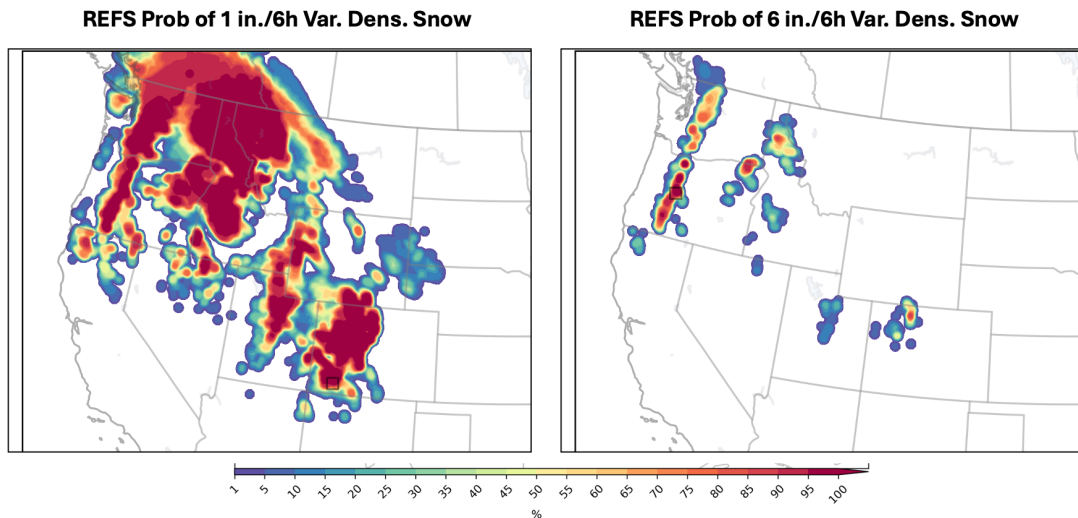 REFS Prob of 1 in./6h Var. Dens. Snow
REFS Prob of 6 in./6h Var. Dens. Snow
1 5 10 15 20 25 30 35 40 45 50 55 60 65 70 75 80 85 90 95 100
%